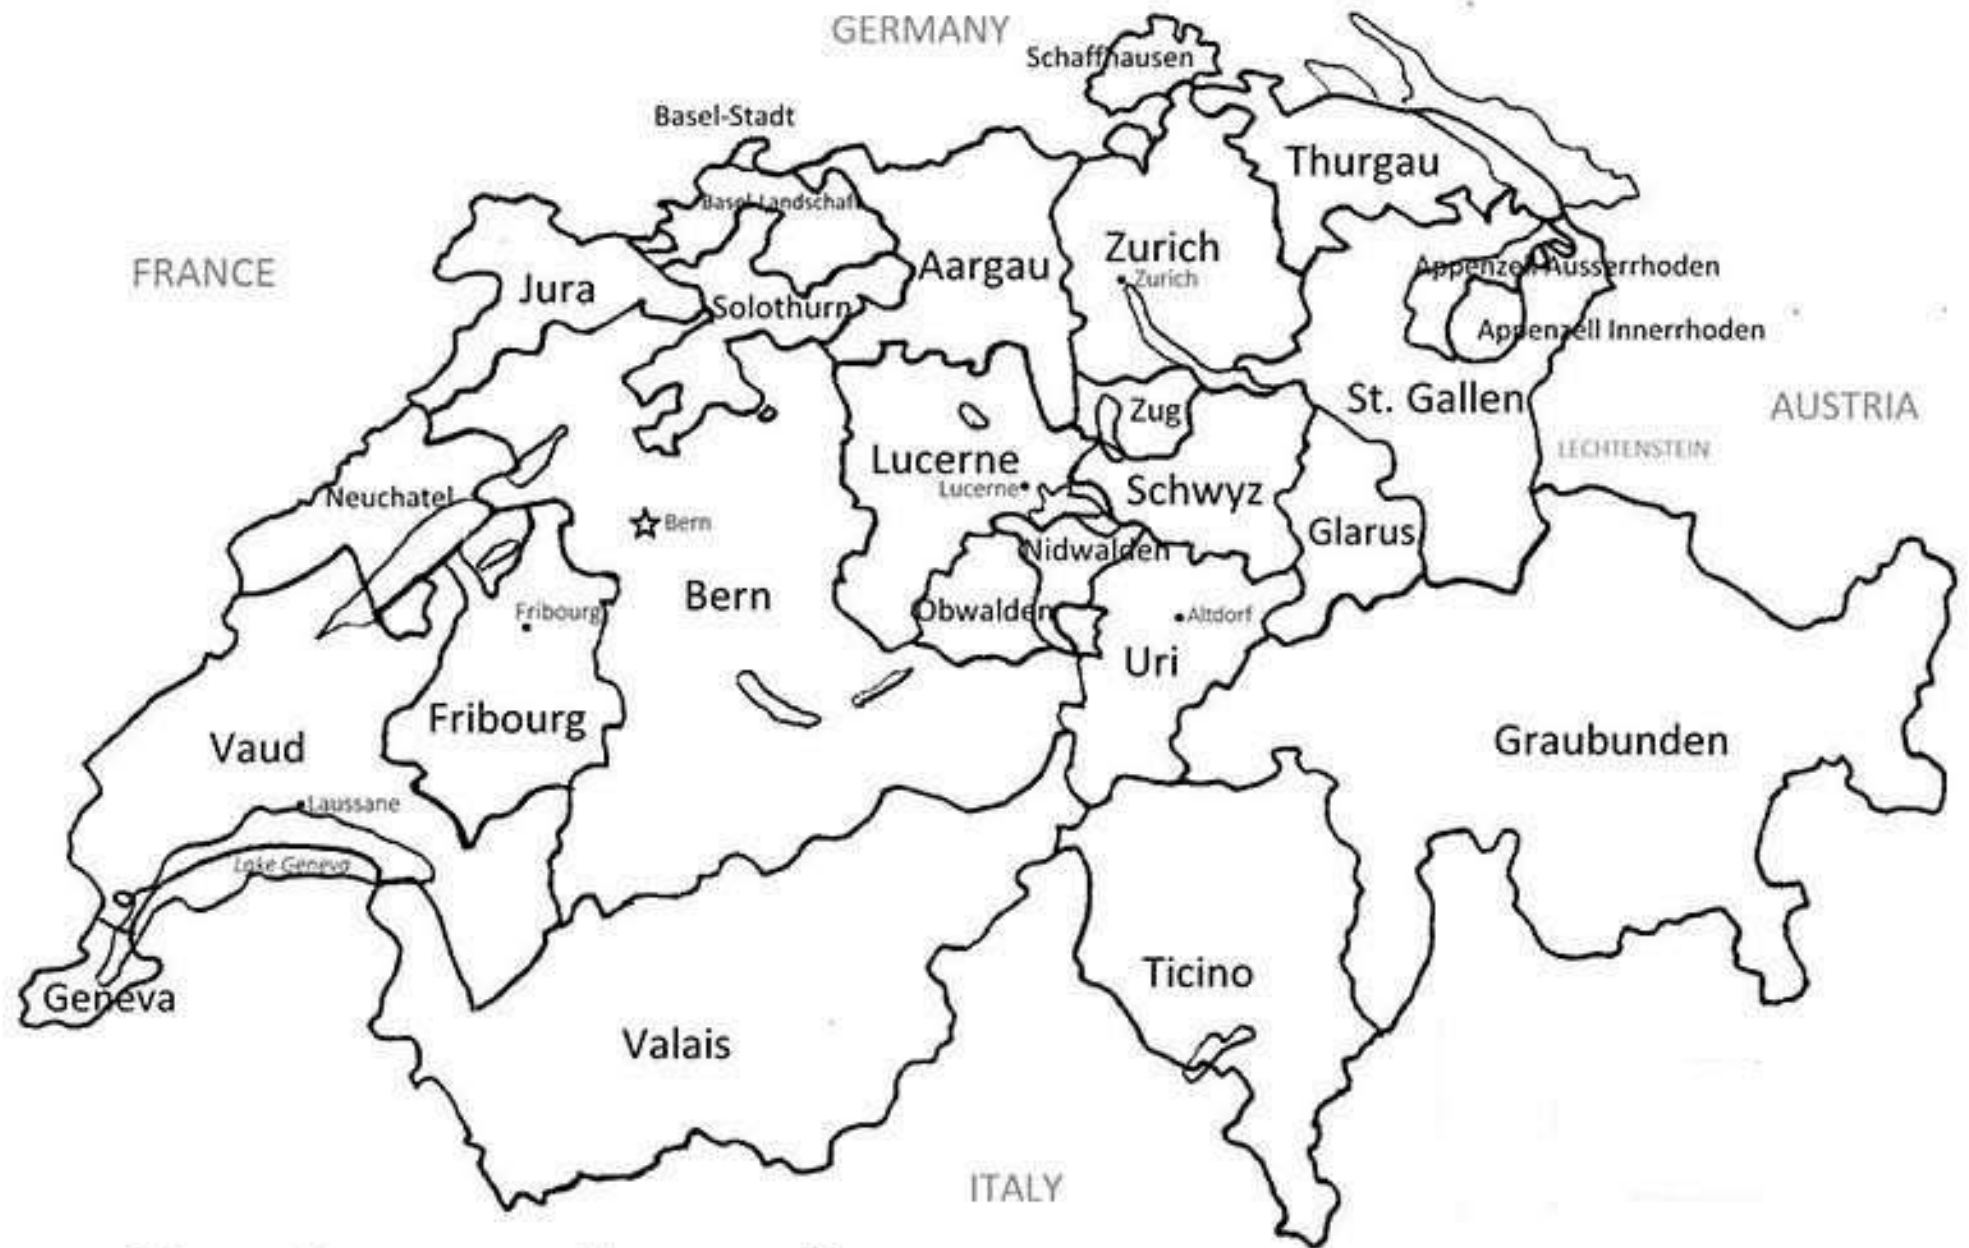 GERMANY
Schaffhausen
Basel-Stadt
Thurgau
Basel-Landschaft
Zurich
Zurich
Aargau
FRANCE
Jura
Solothurn
Appenzell Ausserrhoden
Appenzell Innerrhoden
St. Gallen
AUSTRIA
Zug
LECHTENSTEIN
Lucerne
Lucerne
Schwyz
Neuchatel
Bern
Glarus
Nidwalden
Bern
Obwalden
Fribourg
Altdorf
Uri
Fribourg
Vaud
Graubunden
Laussane
Lake Geneva
Geneva
Ticino
Valais
ITALY